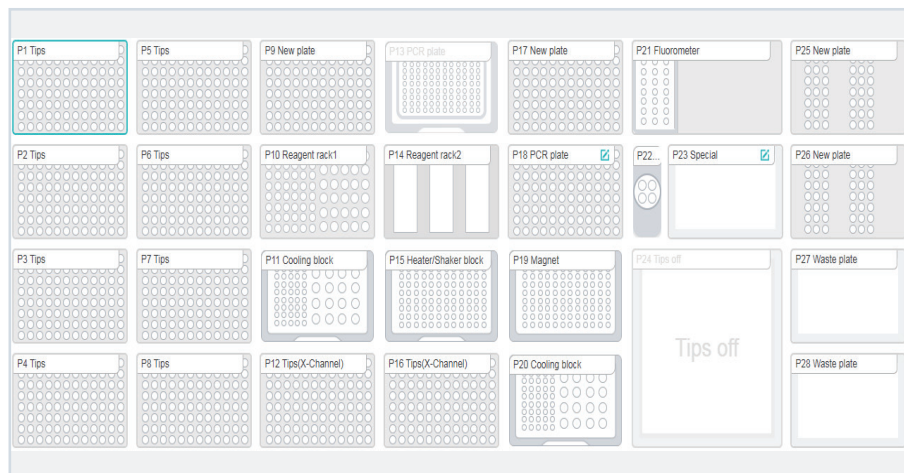 P1 Tips
P5 Tips
P9 New plate
P13 PCR plate
P17 New plate
P21 Fluorometer
P25 New plate
P2 Tips
P6 Tips
P10 Reagent rack1
P14 Reagent rack2
P18 PCR plate
P22...
P23 Special
P26 New plate
P3 Tips
P7 Tips
P11 Cooling block
P15 Heater/Shaker block
P19 Magnet
P24 Tips off
P27 Waste plate
Tips off
P4 Tips
P8 Tips
P12 Tips(X-Channel)
P16 Tips(X-Channel)
P20 Cooling block
P28 Waste plate